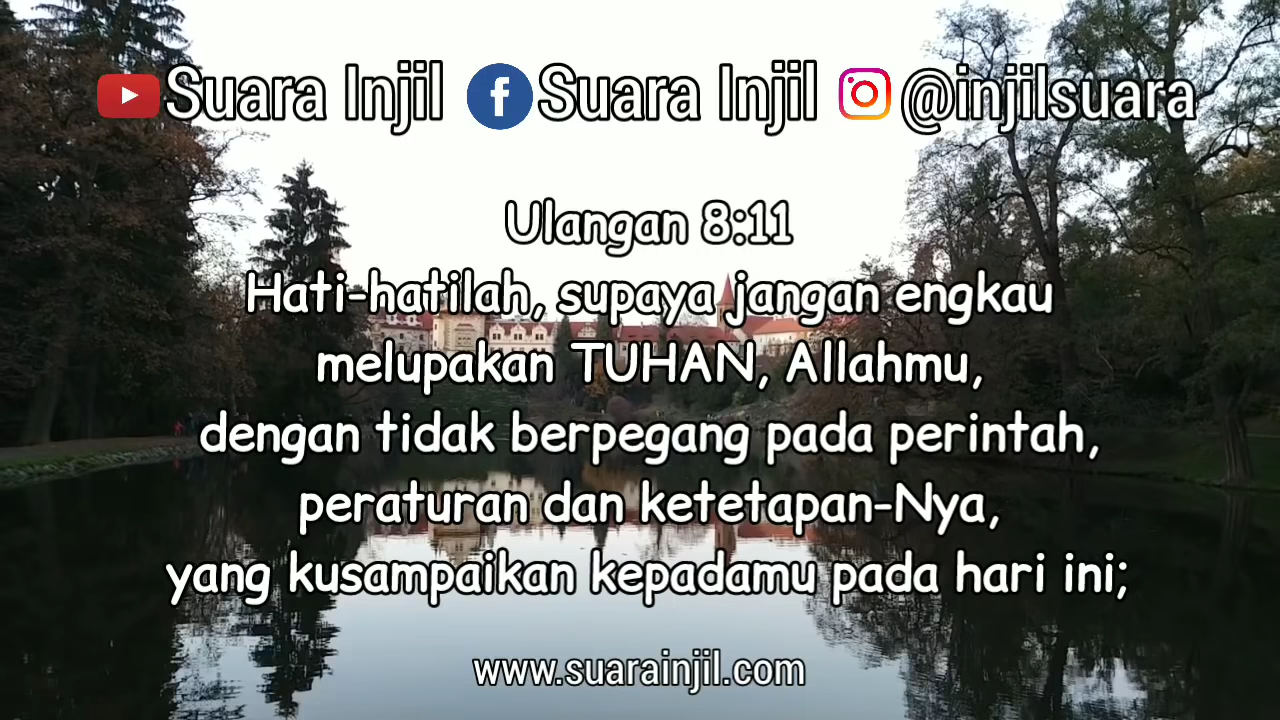 Suara Injil Suara Injil @injilsuara
Ulangan 8:11
Hati-hatilah, supaya jangan engkau
melupakan TUHAN, Allahmu,
dengan tidak berpegang pada perintah,
peraturan dan ketetapan-Nya,
yang kusampaikan kepadamu pada hari ini;
www.suarainjil.com